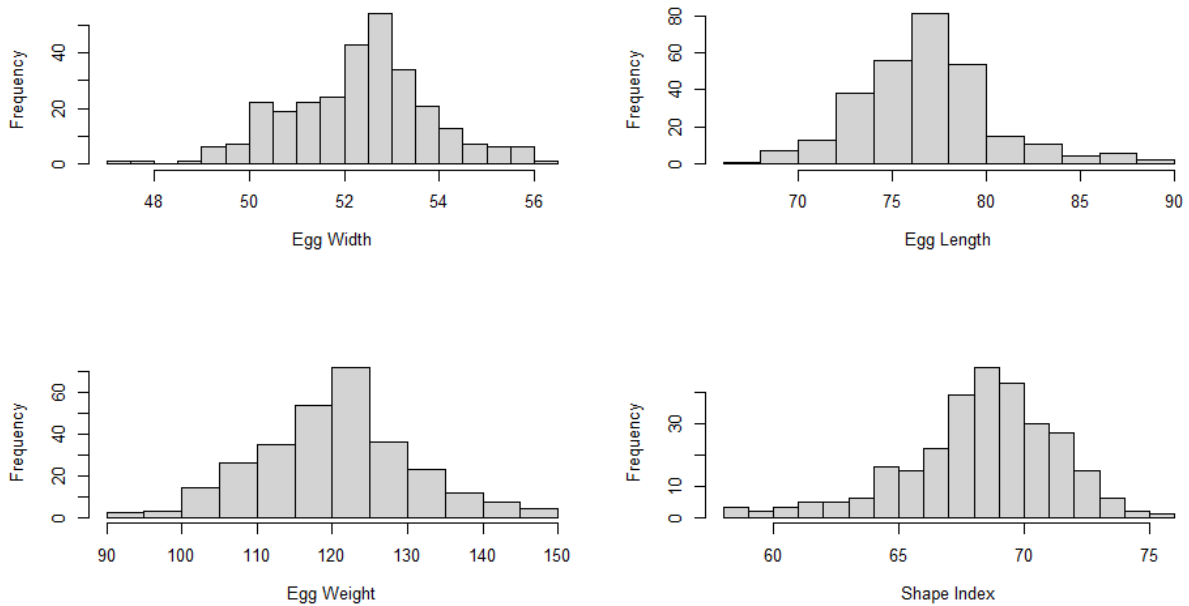 Frequency
0 20 40
48 50 52 54 56
Egg Width
Frequency
0 20 40 60 80
70 75 80 85 90
Egg Length
Frequency
0 20 40 60
90 100 110 120 130 140 150
Egg Weight
Frequency
0 10 30
60 65 70 75
Shape Index